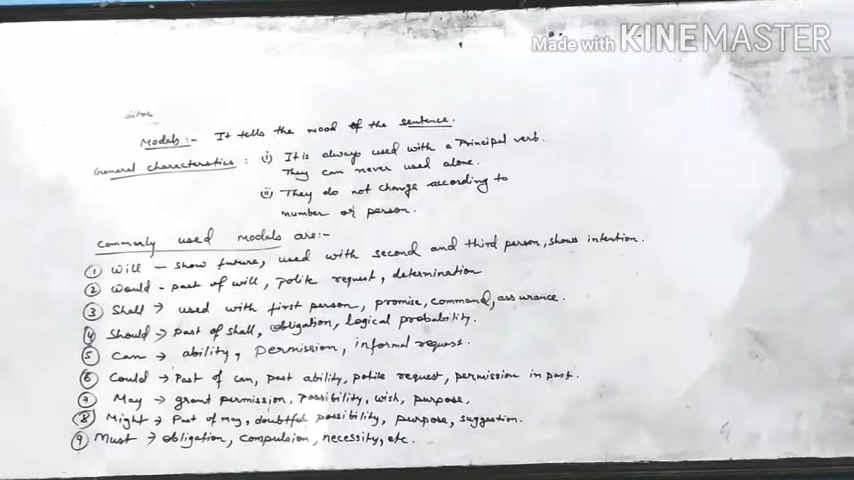 Made with KINEMASTER
Modals:- It tells the mood of the sentence.
General characteristics : (i) It is always used with a Principal verb.
They can never used alone.
(ii) They do not change according to
number or person.
Commonly used modals are:-
① Will — show future, used with second and third person, shows intention.
② Would - past of will, polite request, determination
③ Shall → used with first person, promise, command, assurance.
④ Should → past of shall, obligation, logical probability.
⑤ Can → ability, permission, informal request.
⑥ Could → Past of can, past ability, polite request, permission in past.
⑦ May → grant permission, Possibility, wish, purpose.
⑧ Might → Past of may, doubtful possibility, purpose, suggestion.
⑨ Must → obligation, compulsion, necessity, etc.